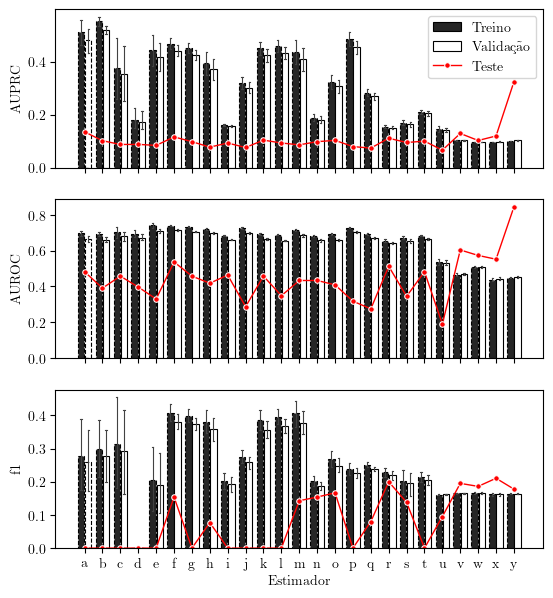 Treino
Validação
Teste
AUPRC
0.4
0.2
0.0
AUROC
0.8
0.6
0.4
0.2
0.0
f1
0.4
0.3
0.2
0.1
0.0
a b c d e f g h i j k l m n o p q r s t u v w x y
Estimador